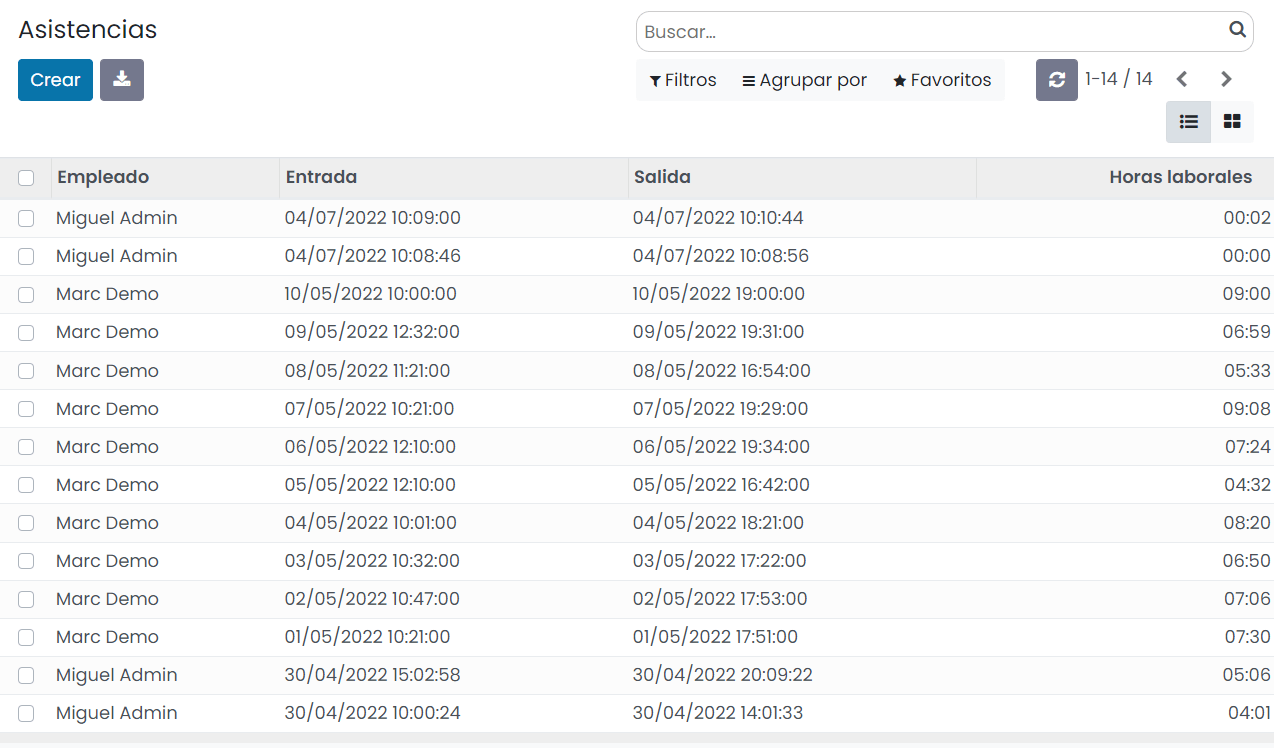 Asistencias
Buscar...
Crear
Filtros Agrupar por Favoritos 1-14 / 14
Empleado Entrada Salida Horas laborales
Miguel Admin 04/07/2022 10:09:00 04/07/2022 10:10:44 00:02
Miguel Admin 04/07/2022 10:08:46 04/07/2022 10:08:56 00:00
Marc Demo 10/05/2022 10:00:00 10/05/2022 19:00:00 09:00
Marc Demo 09/05/2022 12:32:00 09/05/2022 19:31:00 06:59
Marc Demo 08/05/2022 11:21:00 08/05/2022 16:54:00 05:33
Marc Demo 07/05/2022 10:21:00 07/05/2022 19:29:00 09:08
Marc Demo 06/05/2022 12:10:00 06/05/2022 19:34:00 07:24
Marc Demo 05/05/2022 12:10:00 05/05/2022 16:42:00 04:32
Marc Demo 04/05/2022 10:01:00 04/05/2022 18:21:00 08:20
Marc Demo 03/05/2022 10:32:00 03/05/2022 17:22:00 06:50
Marc Demo 02/05/2022 10:47:00 02/05/2022 17:53:00 07:06
Marc Demo 01/05/2022 10:21:00 01/05/2022 17:51:00 07:30
Miguel Admin 30/04/2022 15:02:58 30/04/2022 20:09:22 05:06
Miguel Admin 30/04/2022 10:00:24 30/04/2022 14:01:33 04:01